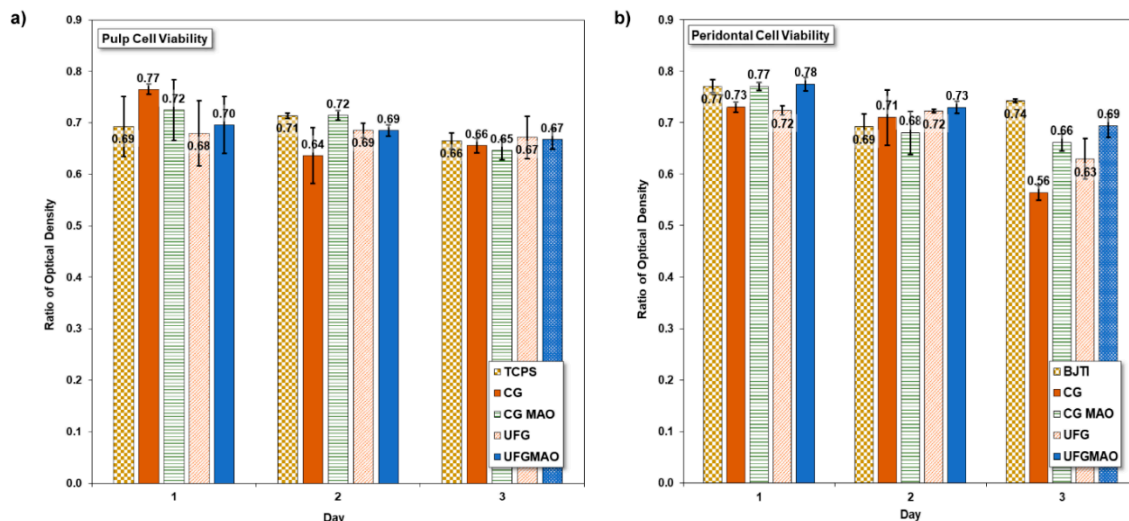 a)
Pulp Cell Viability
Ratio of Optical Density
0.9
0.8
0.7
0.6
0.5
0.4
0.3
0.2
0.1
0.0
0.69
0.77
0.72
0.68
0.70
0.71
0.64
0.72
0.69
0.69
0.66
0.66
0.65
0.67
0.67
TCPS
CG
CG MAO
UFG
UFGMAO
1 2 3
Day
b)
Peridontal Cell Viability
Ratio of Optical Density
0.9
0.8
0.7
0.6
0.5
0.4
0.3
0.2
0.1
0.0
0.77
0.73
0.77
0.72
0.78
0.69
0.71
0.68
0.72
0.73
0.74
0.56
0.66
0.63
0.69
BJTI
CG
CG MAO
UFG
UFGMAO
1 2 3
Day